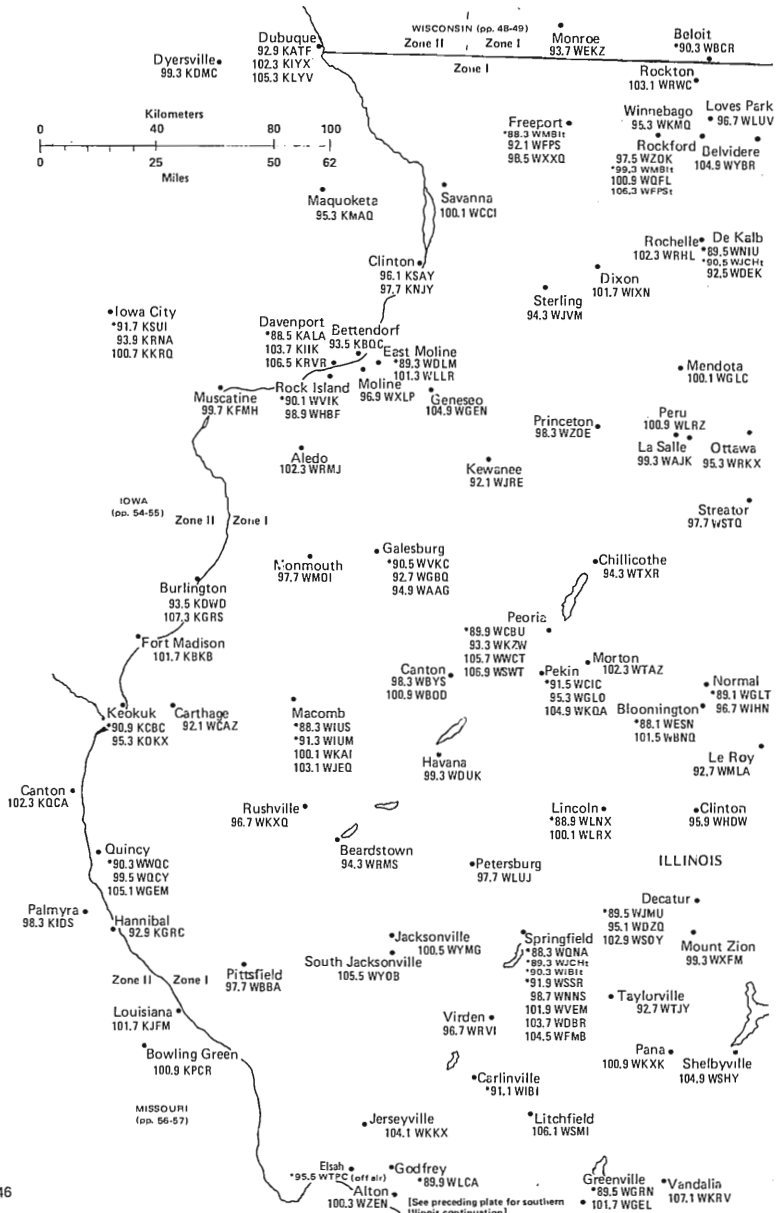 WISCONSIN (pp. 48-49)
Zone II Zone I
Zone I
Dubuque
92.9 KATF
102.3 KIYX
105.3 KLYV
Dyersville
99.3 KDMC
Monroe
93.7 WEKZ
Beloit
*90.3 WBCR
Rockton
103.1 WRWC
Kilometers
0 40 80 100
0 25 50 62
Miles
Freeport
*88.3 WMBIt
92.1 WFPS
98.5 WXXQ
Winnebago
95.3 WKMQ
Loves Park
96.7 WLUV
Rockford
97.5 WZOK
*99.3 WMBIt
100.9 WQFL
106.3 WFPSt
Belvidere
104.9 WYBR
Maquoketa
95.3 KMAQ
Savanna
100.1 WCCI
Clinton
96.1 KSAY
97.7 KNJY
Rochelle
102.3 WRHL
De Kalb
*89.5 WNIU
*90.5 WJCHt
92.5 WDEK
Dixon
101.7 WIXN
Sterling
94.3 WJVM
Iowa City
*91.7 KSUI
93.9 KRNA
100.7 KKRQ
Davenport
*88.5 KALA
103.7 KIIK
106.5 KRVR
Bettendorf
93.5 KBQC
East Moline
*89.3 WDLM
101.3 WLLR
Muscatine
99.7 KFMH
Rock Island
*90.1 WVIK
98.9 WHBF
Moline
96.9 WXLP
Geneseo
104.9 WGEN
Mendota
100.1 WGLC
Princeton
98.3 WZOE
Peru
100.9 WLRZ
La Salle
99.3 WAJK
Ottawa
95.3 WRKX
Aledo
102.3 WRMJ
Kewanee
92.1 WJRE
IOWA
(pp. 54-55)
Zone II Zone I
Streator
97.7 WSTQ
Monmouth
97.7 WMOI
Galesburg
*90.5 WVKC
92.7 WGBQ
94.9 WAAG
Chillicothe
94.3 WTXR
Burlington
93.5 KDWD
107.3 KGRS
Fort Madison
101.7 KBKB
Peoria
*89.9 WCBU
93.3 WKZW
105.7 WWCT
106.9 WSWT
Morton
102.3 WTAZ
Canton
98.3 WBYS
100.9 WBOD
Pekin
*91.5 WCIC
95.3 WGLO
104.9 WKQA
Normal
*89.1 WGLT
96.7 WIHN
Bloomington
*88.1 WESN
101.5 WBNQ
Keokuk
*90.9 KCBC
95.3 KOKX
Carthage
92.1 WCAZ
Macomb
*88.3 WIUS
*91.3 WIUM
100.1 WKAI
103.1 WJEQ
Le Roy
92.7 WMLA
Havana
99.3 WDUK
Canton
102.3 KQCA
Rushville
96.7 WKXQ
Lincoln
*88.9 WLNX
100.1 WLRX
Clinton
95.9 WHDW
Beardstown
94.3 WRMS
Quincy
*90.3 WWQC
99.5 WQCY
105.1 WGEM
Petersburg
97.7 WLUJ
ILLINOIS
Decatur
*89.5 WJMU
95.1 WDZQ
102.9 WSOY
Palmyra
98.3 KIDS
Hannibal
92.9 KGRC
Jacksonville
100.5 WYMG
Springfield
*88.3 WQNA
*89.3 WJCHt
*90.3 WIBIt
*91.9 WSSR
98.7 WNNS
101.9 WVEM
103.7 WDBR
104.5 WFMB
Mount Zion
99.3 WXFM
South Jacksonville
105.5 WYOB
Pittsfield
97.7 WBBA
Zone II Zone I
Taylorville
92.7 WTJY
Louisiana
101.7 KJFM
Virden
96.7 WRVI
Bowling Green
100.9 KPCR
Pana
100.9 WKXK
Shelbyville
104.9 WSHY
Carlinville
*91.1 WIBI
MISSOURI
(pp. 56-57)
Jerseyville
104.1 WKKX
Litchfield
106.1 WSMI
Elsah
*95.5 WTPC (off air)
Godfrey
*89.9 WLCA
Alton
100.3 WZEN
Greenville
*89.5 WGRN
101.7 WGEL
Vandalia
107.1 WKRV
[See preceding plate for southern
Illinois continuation]
46